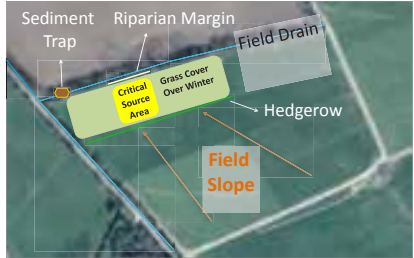 Sediment
Trap
Riparian Margin
Field Drain
Critical
Source
Area
Grass Cover
Over Winter
Hedgerow
Field
Slope